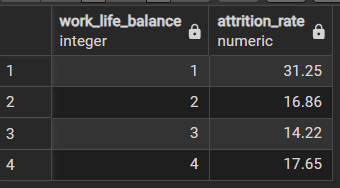 work_life_balance attrition_rate
integer numeric
1 1 31.25
2 2 16.86
3 3 14.22
4 4 17.65